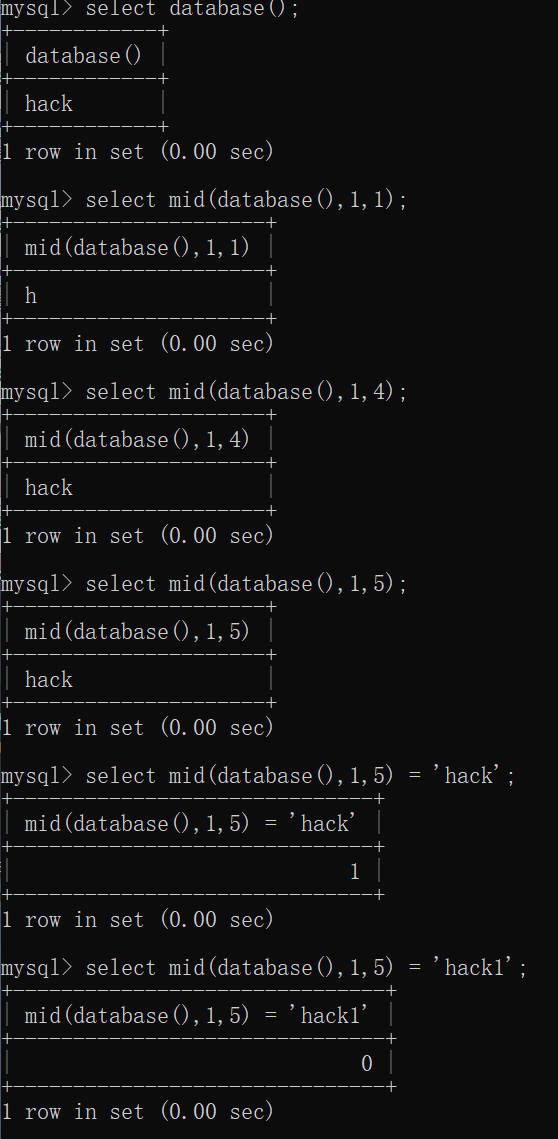 mysql> select database();
+------------+
| database() |
+------------+
| hack       |
+------------+
1 row in set (0.00 sec)
mysql> select mid(database(),1,1);
+---------------------+
| mid(database(),1,1) |
+---------------------+
| h                   |
+---------------------+
1 row in set (0.00 sec)
mysql> select mid(database(),1,4);
+---------------------+
| mid(database(),1,4) |
+---------------------+
| hack                |
+---------------------+
1 row in set (0.00 sec)
mysql> select mid(database(),1,5);
+---------------------+
| mid(database(),1,5) |
+---------------------+
| hack                |
+---------------------+
1 row in set (0.00 sec)
mysql> select mid(database(),1,5) = 'hack';
+------------------------------+
| mid(database(),1,5) = 'hack' |
+------------------------------+
|                            1 |
+------------------------------+
1 row in set (0.00 sec)
mysql> select mid(database(),1,5) = 'hack1';
+-------------------------------+
| mid(database(),1,5) = 'hack1' |
+-------------------------------+
|                             0 |
+-------------------------------+
1 row in set (0.00 sec)